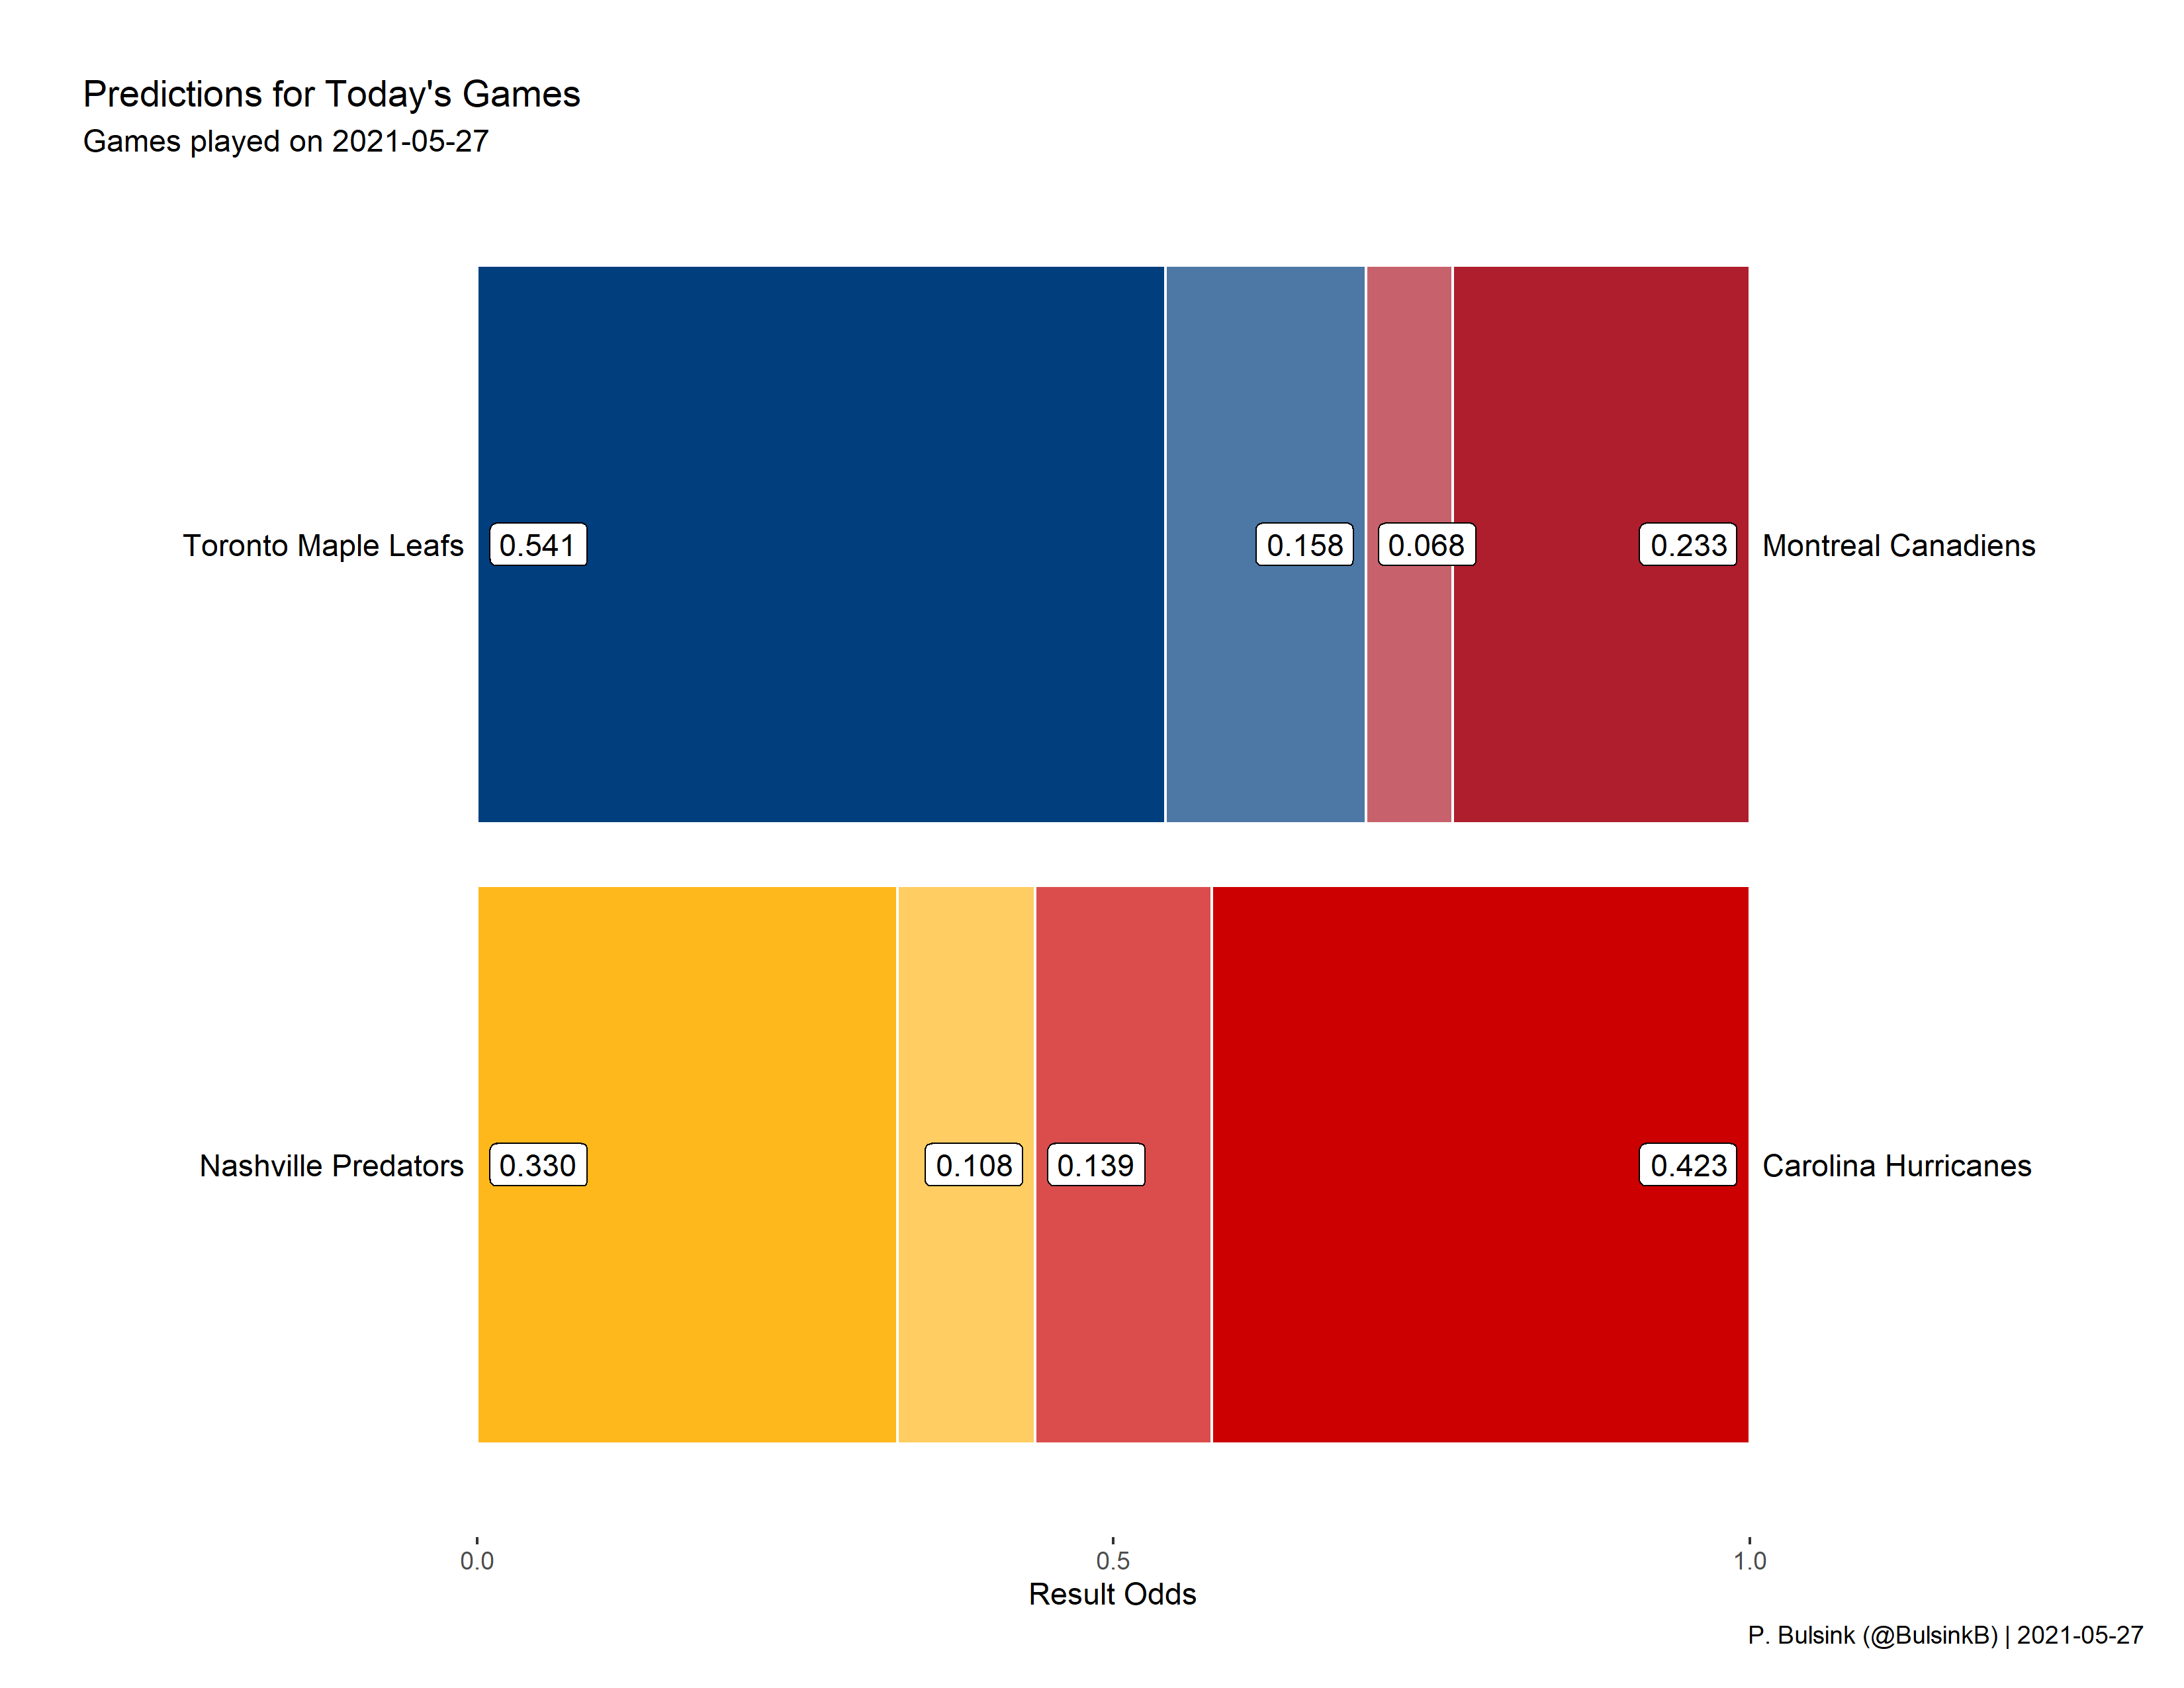 Predictions for Today's Games
Games played on 2021-05-27
Toronto Maple Leafs 0.541 0.158 0.068 0.233 Montreal Canadiens
Nashville Predators 0.330 0.108 0.139 0.423 Carolina Hurricanes
0.0 0.5 1.0
Result Odds
P. Bulsink (@BulsinkB) | 2021-05-27